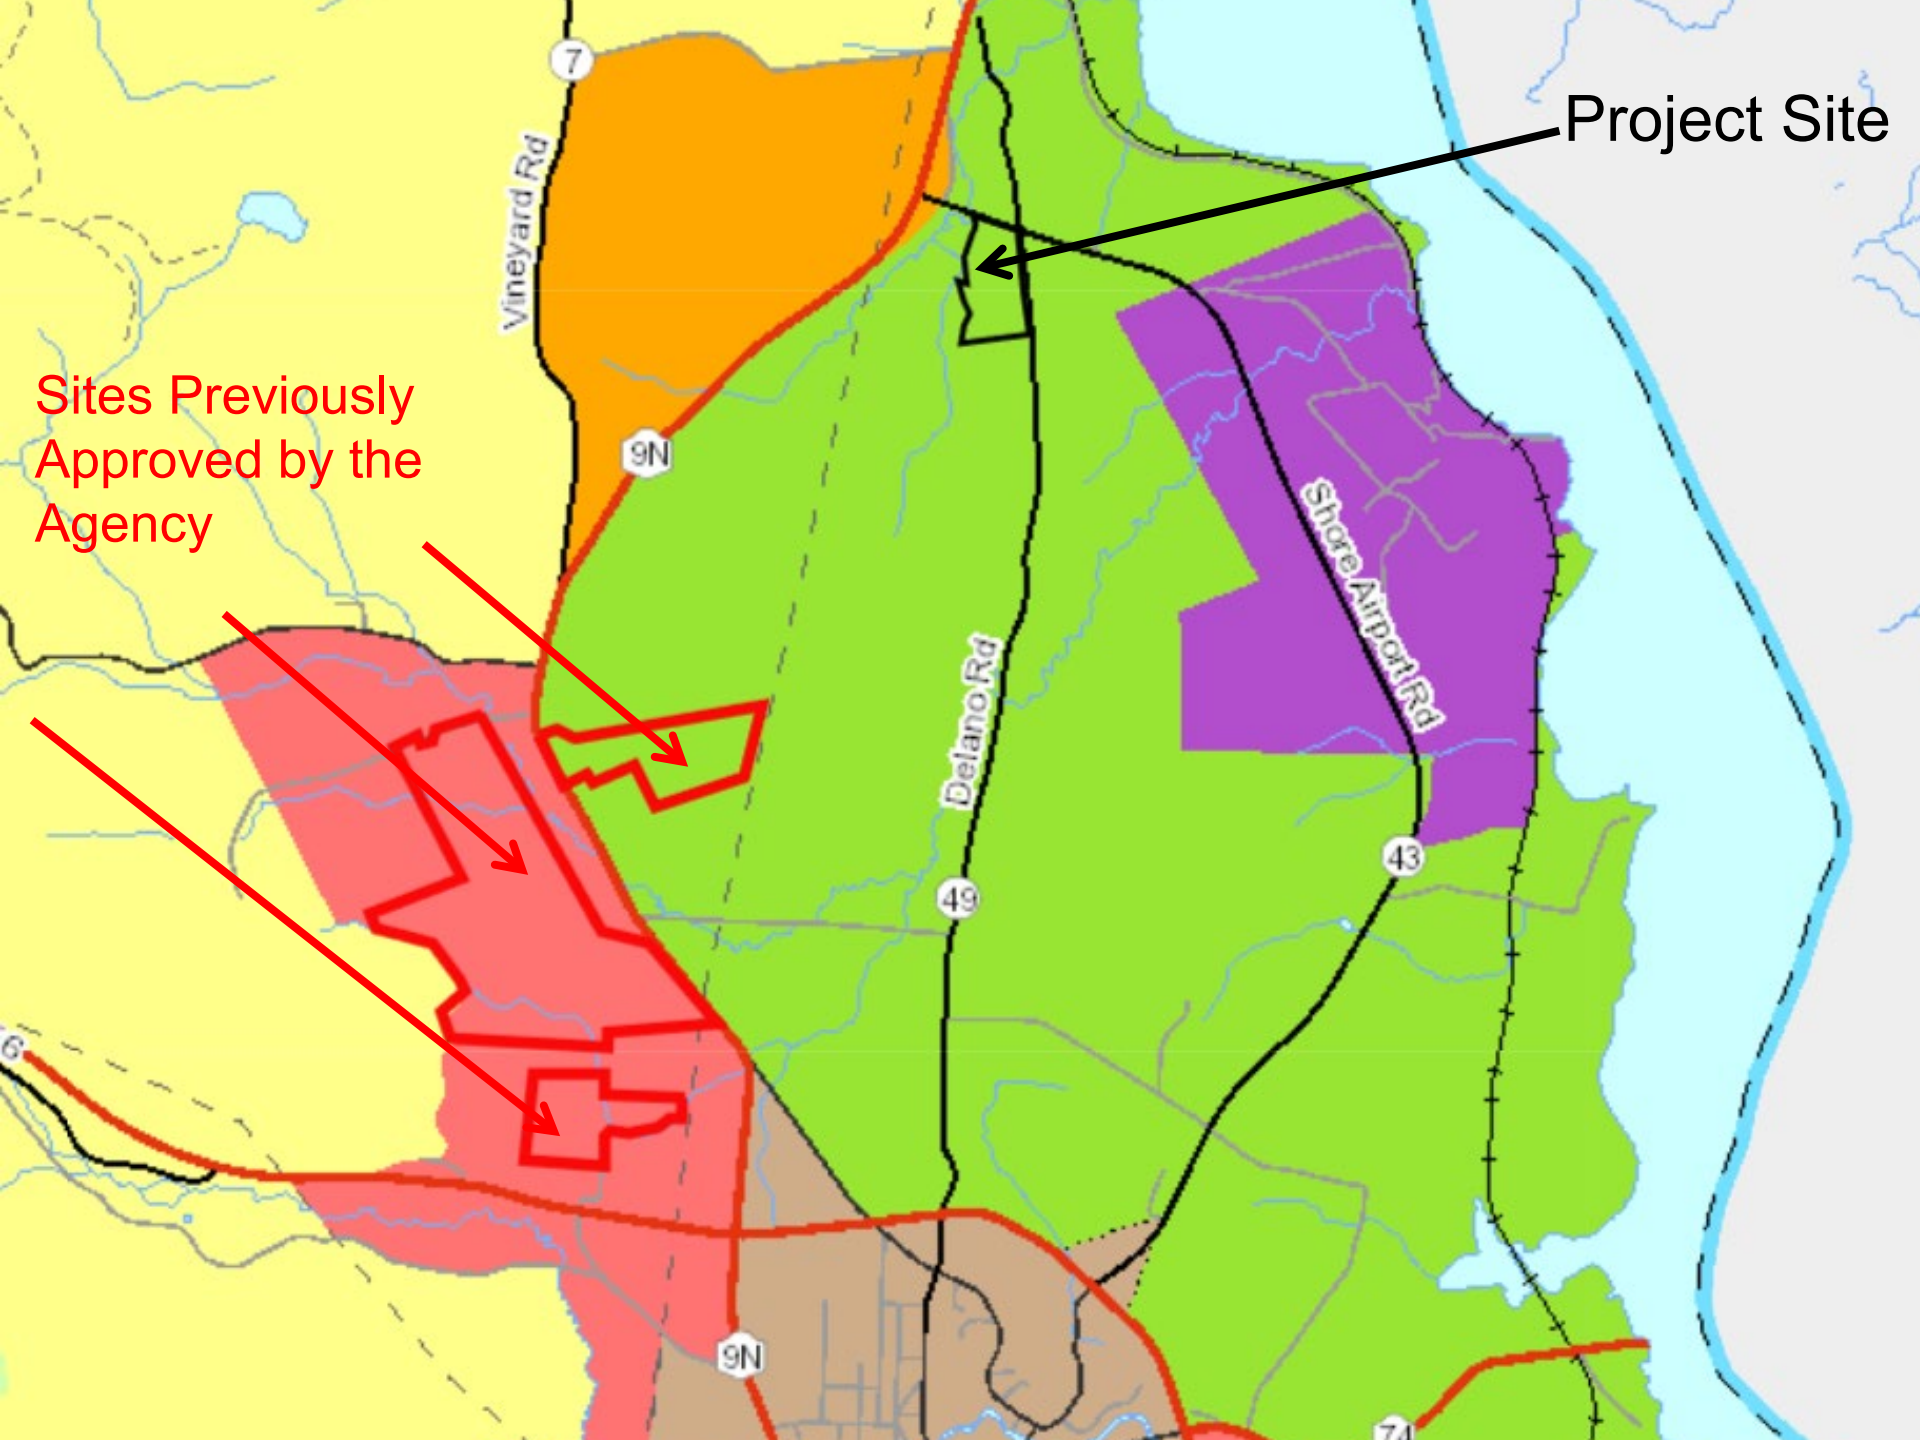 7
Project Site
Vineyard Rd
Sites Previously
Approved by the
Agency
9N
Shore Airport Rd
Delano Rd
43
49
6
9N
74